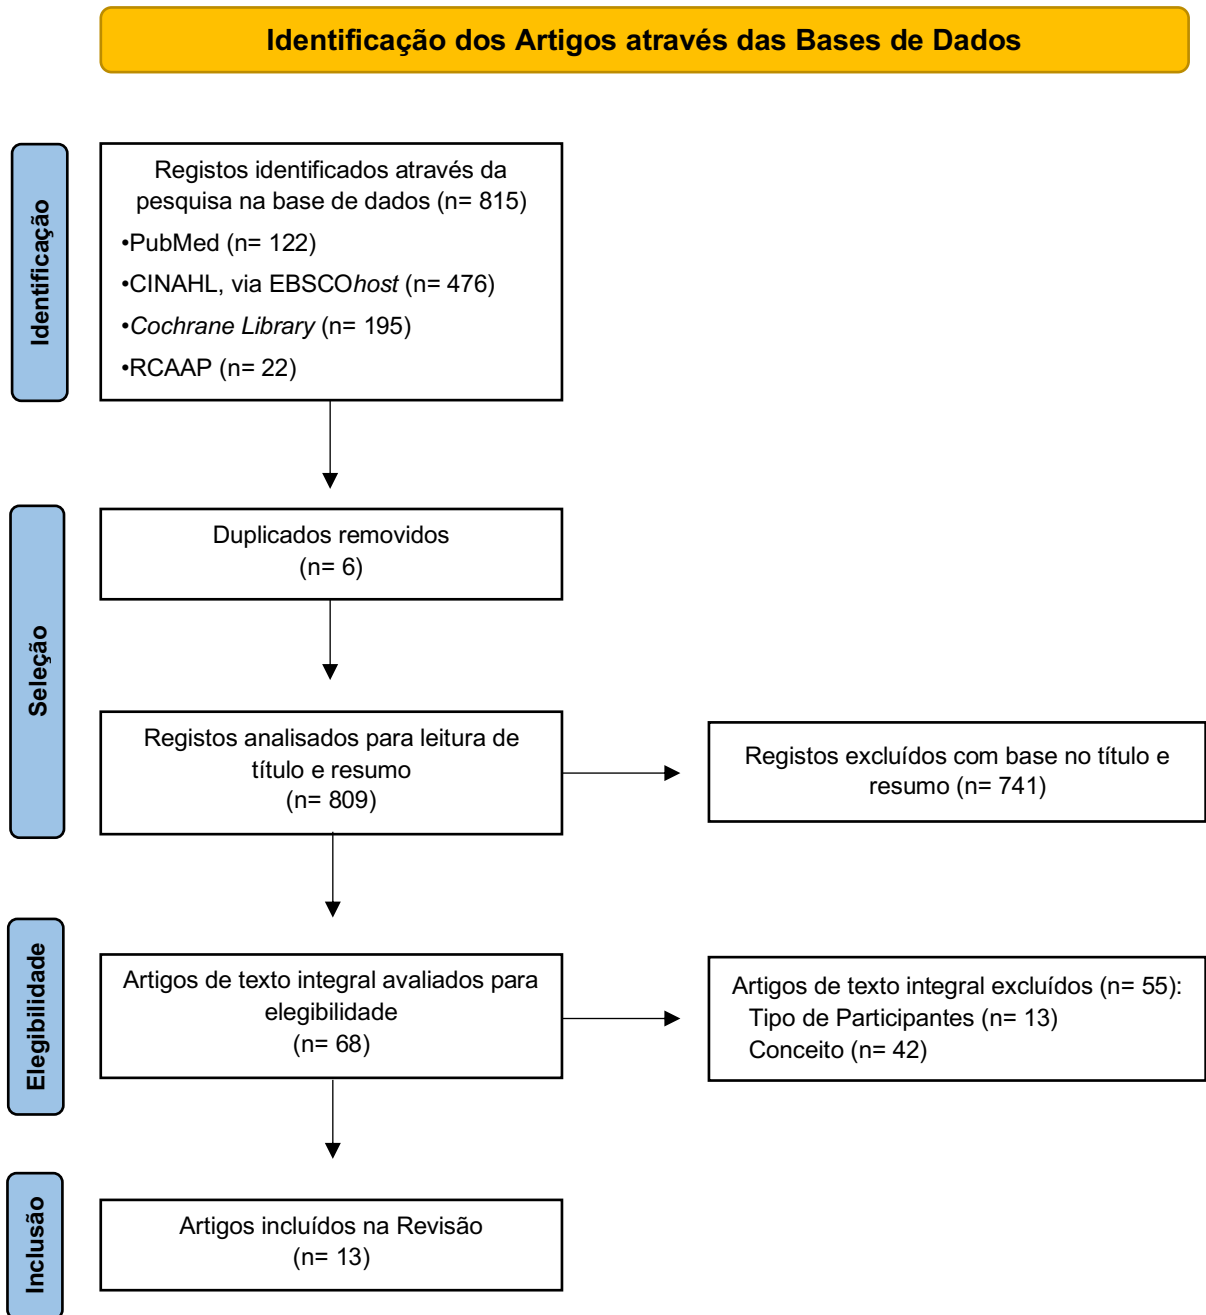 Identificação dos Artigos através das Bases de Dados
Identificação
Registos identificados através da
pesquisa na base de dados (n= 815)
•PubMed (n= 122)
•CINAHL, via EBSCOhost (n= 476)
•Cochrane Library (n= 195)
•RCAAP (n= 22)
Seleção
Duplicados removidos
(n= 6)
Registos analisados para leitura de
título e resumo
(n= 809)
Registos excluídos com base no título e
resumo (n= 741)
Elegibilidade
Artigos de texto integral avaliados para
elegibilidade
(n= 68)
Artigos de texto integral excluídos (n= 55):
Tipo de Participantes (n= 13)
Conceito (n= 42)
Inclusão
Artigos incluídos na Revisão
(n= 13)